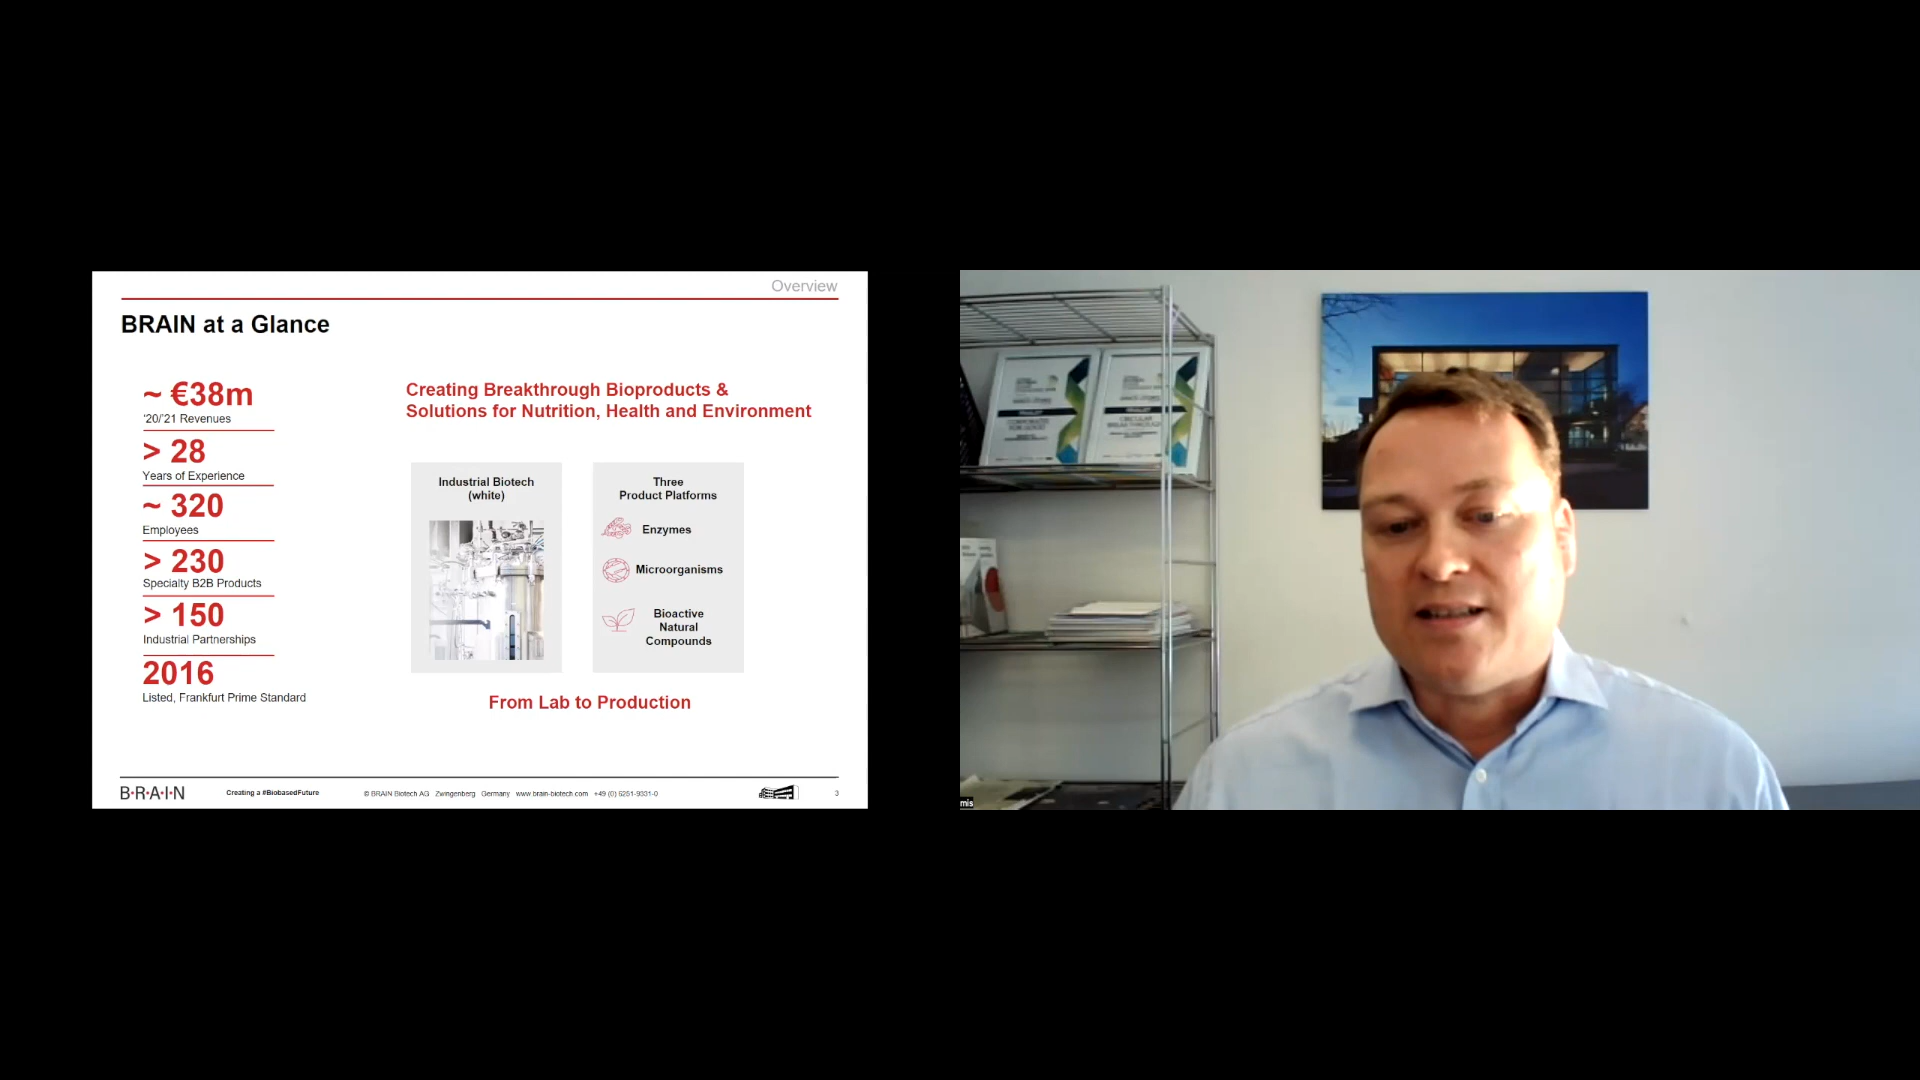 Overview
BRAIN at a Glance
~ €38m
'20/'21 Revenues
> 28
Years of Experience
~ 320
Employees
> 230
Specialty B2B Products
> 150
Industrial Partnerships
2016
Listed, Frankfurt Prime Standard
Creating Breakthrough Bioproducts &
Solutions for Nutrition, Health and Environment
Industrial Biotech
(white)
Three
Product Platforms
Enzymes
Microorganisms
Bioactive
Natural
Compounds
From Lab to Production
B·R·A·I·N
Creating a #BiobasedFuture
© BRAIN Biotech AG Zwingenberg Germany www.brain-biotech.com +49 (0) 6251-9331-0
3
FINALIST
FINALIST
mis